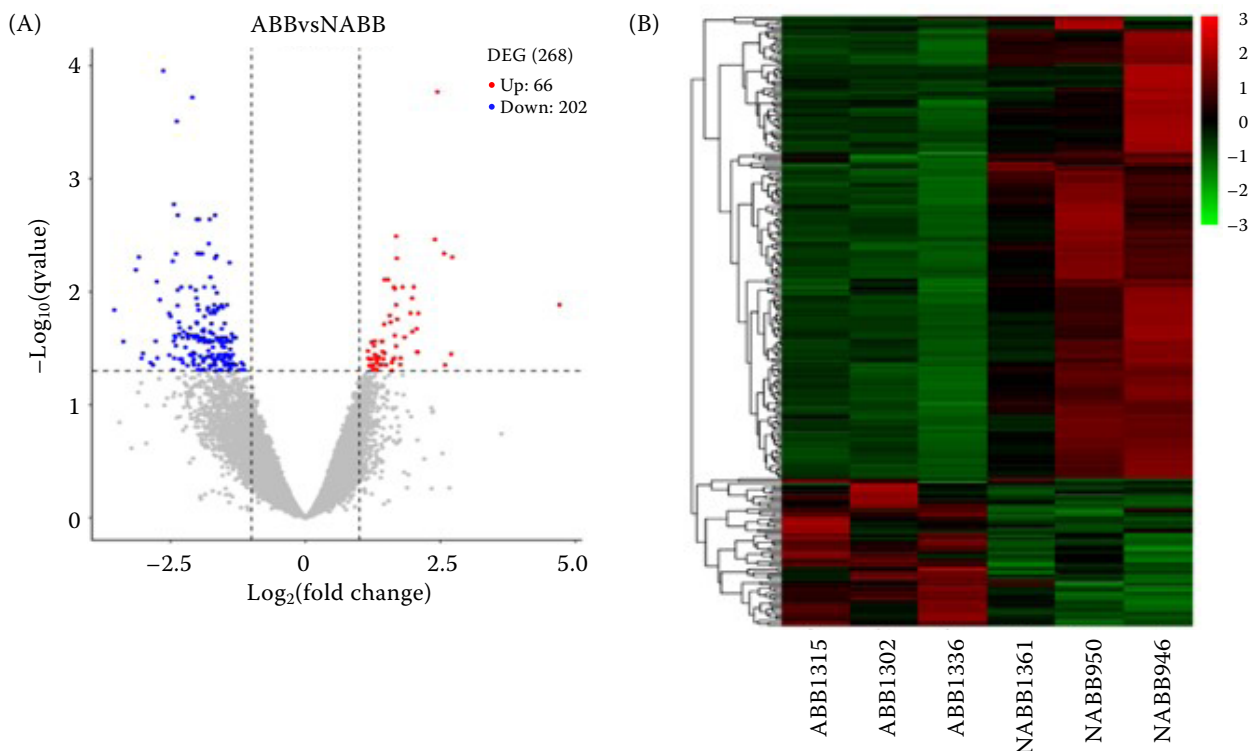 (A)
ABBvsNABB
DEG (268)
Up: 66
Down: 202
4
3
2
1
0
−Log10(qvalue)
−2.5
0
2.5
5.0
Log2(fold change)
(B)
3
2
1
0
−1
−2
−3
ABB1315
ABB1302
ABB1336
NABB1361
NABB950
NABB946